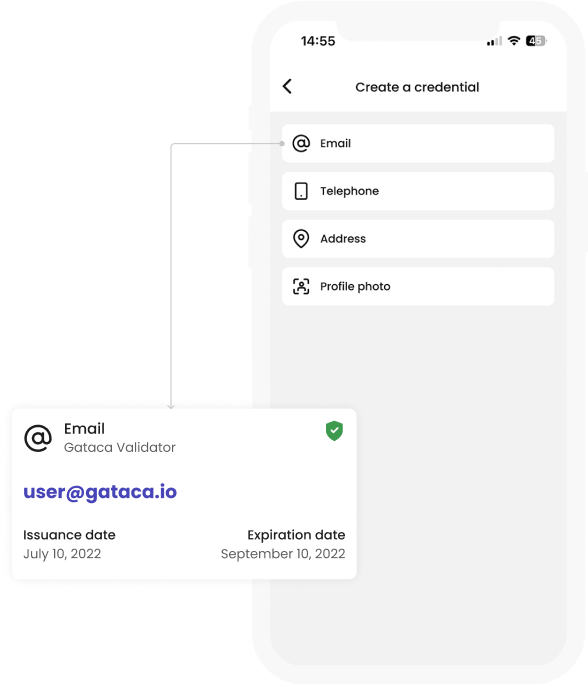 14:55
45
Create a credential
Email
Telephone
Address
Profile photo
Email
Gataca Validator
user@gataca.io
Issuance date
Expiration date
July 10, 2022
September 10, 2022